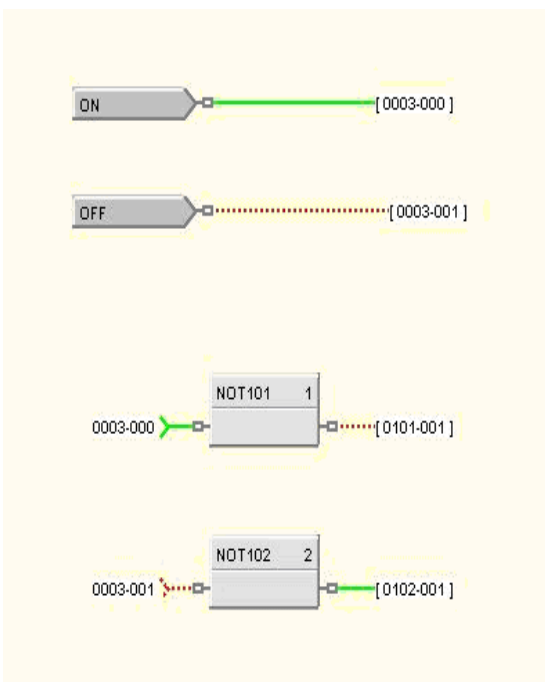 ON [ 0003-000 ]
OFF [ 0003-001 ]
NOT101 1
0003-000 [ 0101-001 ]
NOT102 2
0003-001 [ 0102-001 ]